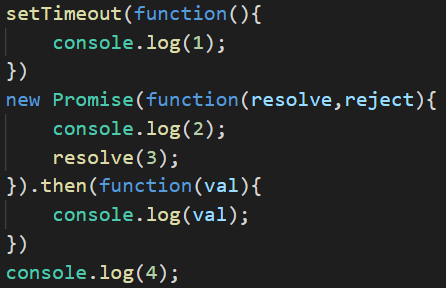 setTimeout(function(){
    console.log(1);
})
new Promise(function(resolve,reject){
    console.log(2);
    resolve(3);
}).then(function(val){
    console.log(val);
})
console.log(4);